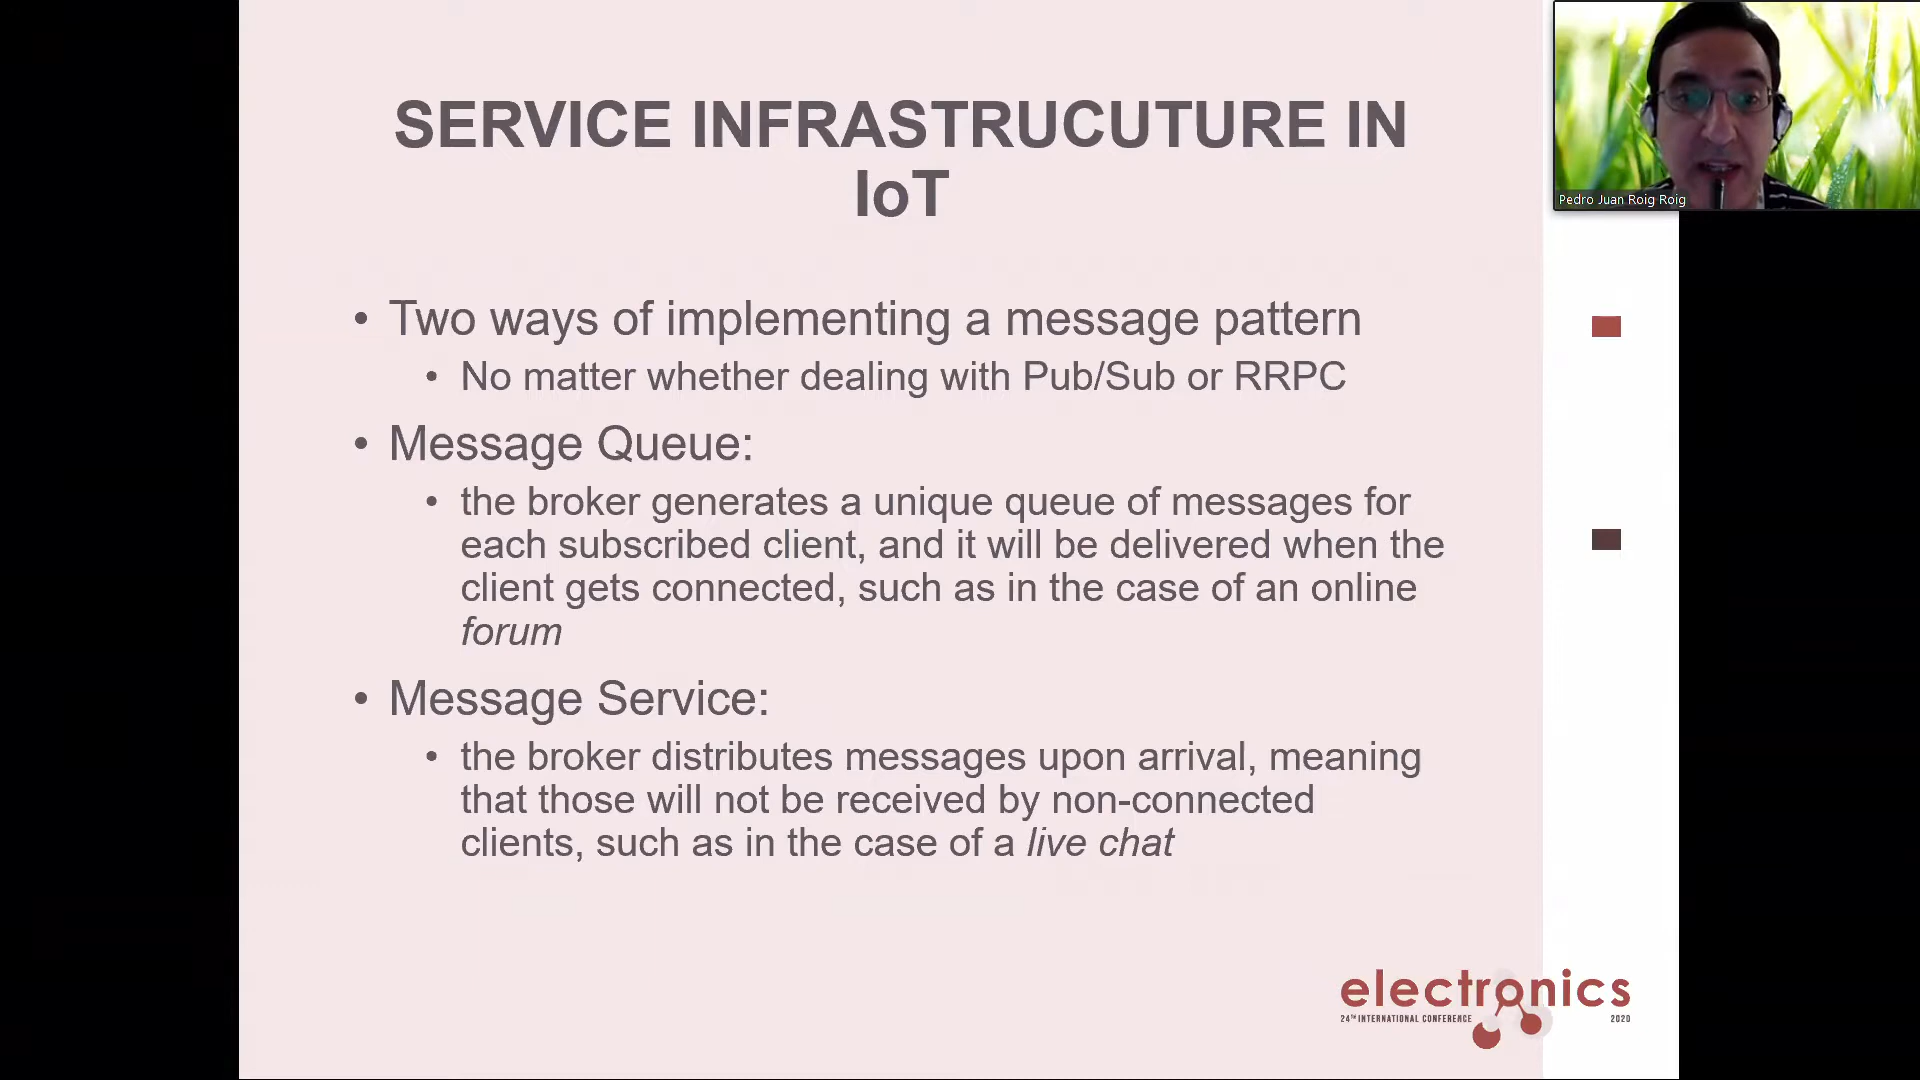 SERVICE INFRASTRUCUTURE IN
IoT
Pedro Juan Roig Roig
• Two ways of implementing a message pattern
• No matter whether dealing with Pub/Sub or RRPC
• Message Queue:
• the broker generates a unique queue of messages for
each subscribed client, and it will be delivered when the
client gets connected, such as in the case of an online
forum
• Message Service:
• the broker distributes messages upon arrival, meaning
that those will not be received by non-connected
clients, such as in the case of a live chat
electronics
24TH INTERNATIONAL CONFERENCE 2020